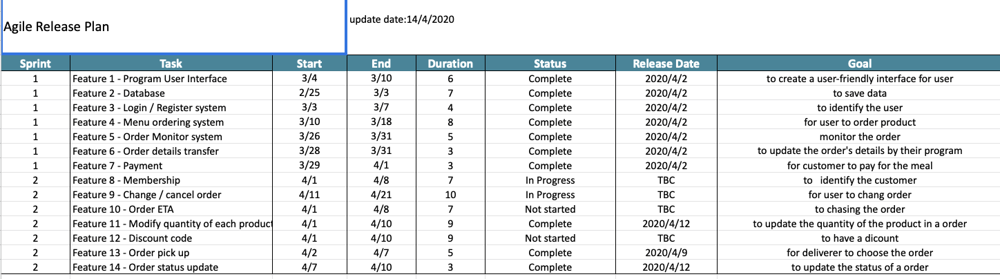 Agile Release Plan
update date:14/4/2020
Sprint Task Start End Duration Status Release Date Goal
1 Feature 1 - Program User Interface 3/4 3/10 6 Complete 2020/4/2 to create a user-friendly interface for user
1 Feature 2 - Database 2/25 3/3 7 Complete 2020/4/2 to save data
1 Feature 3 - Login / Register system 3/3 3/7 4 Complete 2020/4/2 to identify the user
1 Feature 4 - Menu ordering system 3/10 3/18 8 Complete 2020/4/2 for user to order product
1 Feature 5 - Order Monitor system 3/26 3/31 5 Complete 2020/4/2 monitor the order
1 Feature 6 - Order details transfer 3/28 3/31 3 Complete 2020/4/2 to update the order's details by their program
1 Feature 7 - Payment 3/29 4/1 3 Complete 2020/4/2 for customer to pay for the meal
2 Feature 8 - Membership 4/1 4/8 7 In Progress TBC to identify the customer
2 Feature 9 - Change / cancel order 4/11 4/21 10 In Progress TBC for user to chang order
2 Feature 10 - Order ETA 4/1 4/8 7 Not started TBC to chasing the order
2 Feature 11 - Modify quantity of each product 4/1 4/10 9 Complete 2020/4/12 to update the quantity of the product in a order
2 Feature 12 - Discount code 4/1 4/10 9 Not started TBC to have a dicount
2 Feature 13 - Order pick up 4/2 4/7 5 Complete 2020/4/9 for deliverer to choose the order
2 Feature 14 - Order status update 4/7 4/10 3 Complete 2020/4/12 to update the status of a order